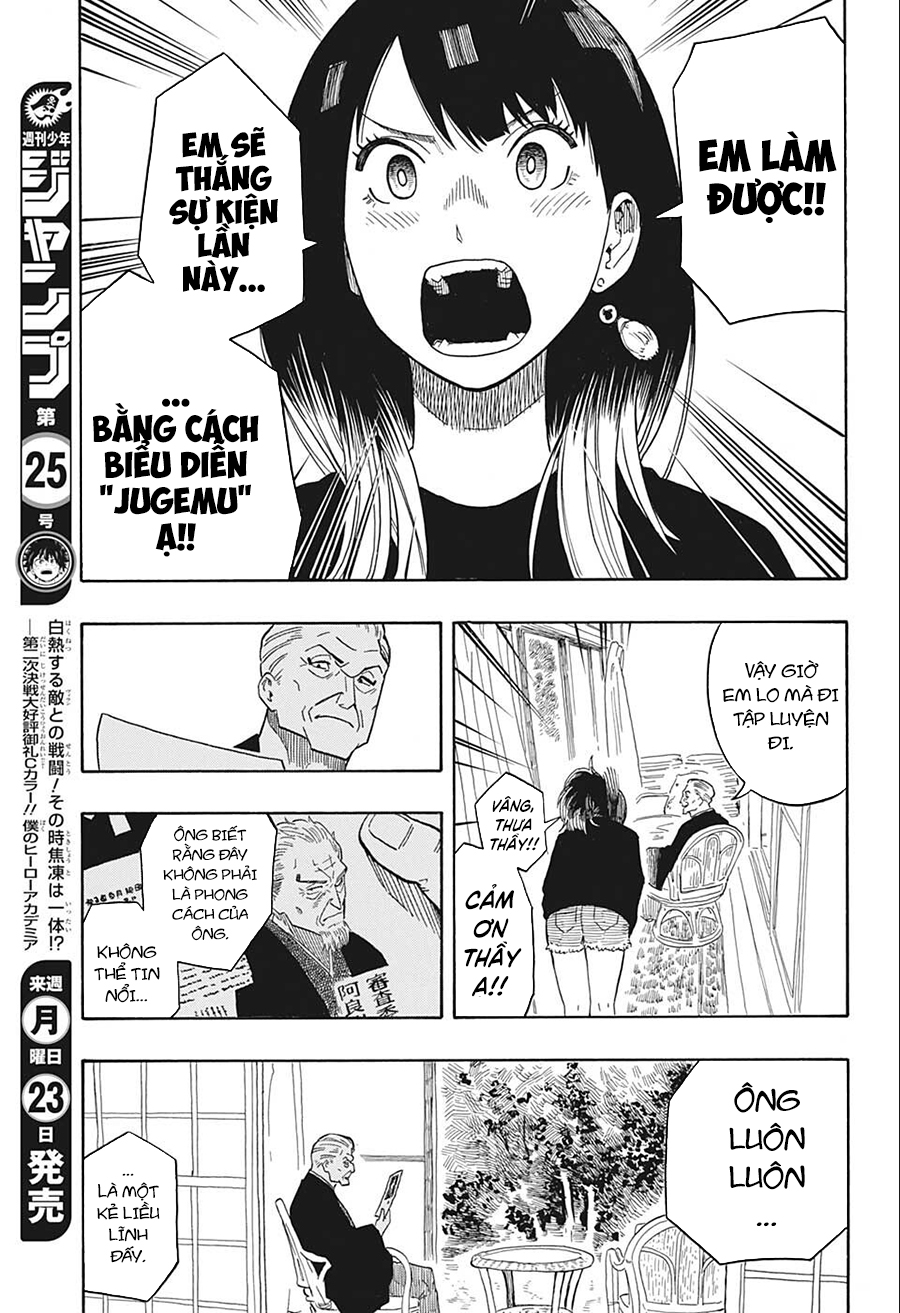 EM LÀM
ĐƯỢC!!
EM SẼ
THẮNG
SỰ KIỆN
LẦN
NÀY...
...
BẰNG CÁCH
BIỂU DIỄN
"JUGEMU"
Ạ!!
VẬY GIỜ
EM LO MÀ ĐI
TẬP LUYỆN
ĐI.
VÂNG,
THƯA
THẦY!!
CẢM
ƠN
THẦY
Ạ!!
ÔNG BIẾT
RẰNG ĐÂY
KHÔNG PHẢI
LÀ PHONG
CÁCH CỦA
ÔNG.
KHÔNG
THỂ TIN
NỔI...
審査委
阿良
ÔNG
LUÔN
LUÔN
...
...
LÀ MỘT
KẺ LIỀU
LĨNH
ĐẤY.
週刊少年
ジャンプ
第
25
号
白熱する敵との戦闘!その時焦凍は一体!?
―第二次決戦大好評御礼Cカラー!!僕のヒーローアカデミア
来週
月
曜日
23
日
発売